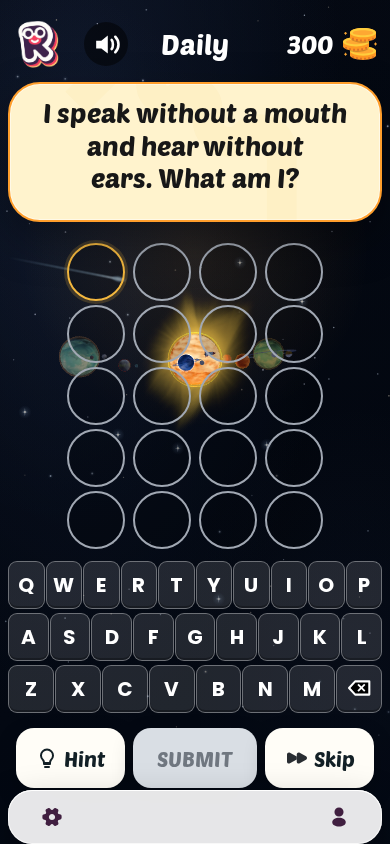 R
Daily
300
I speak without a mouth
and hear without
ears. What am I?
Q W E R T Y U I O P
A S D F G H J K L
Z X C V B N M
Hint
SUBMIT
Skip